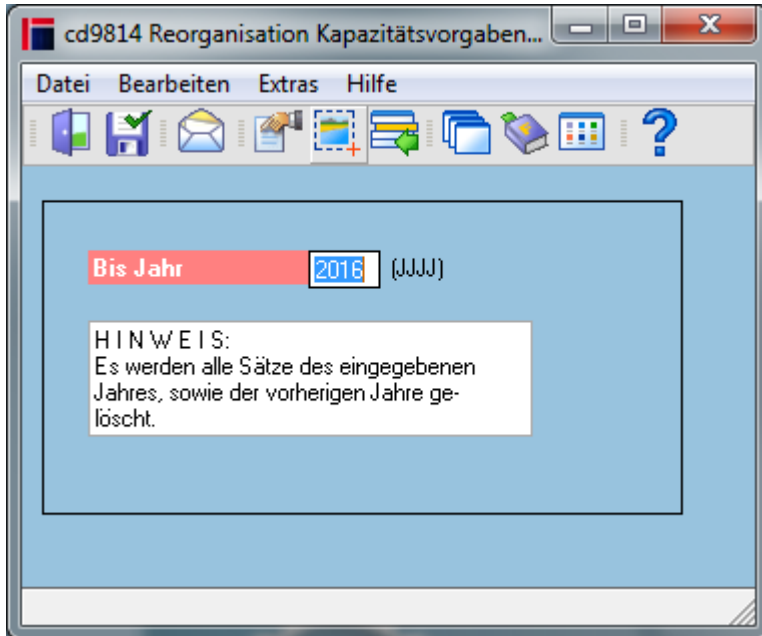 cd9814 Reorganisation Kapazitätsvorgaben...
Datei Bearbeiten Extras Hilfe
Bis Jahr 2016 (JJJJ)
H I N W E I S:
Es werden alle Sätze des eingegebenen
Jahres, sowie der vorherigen Jahre ge-
löscht.